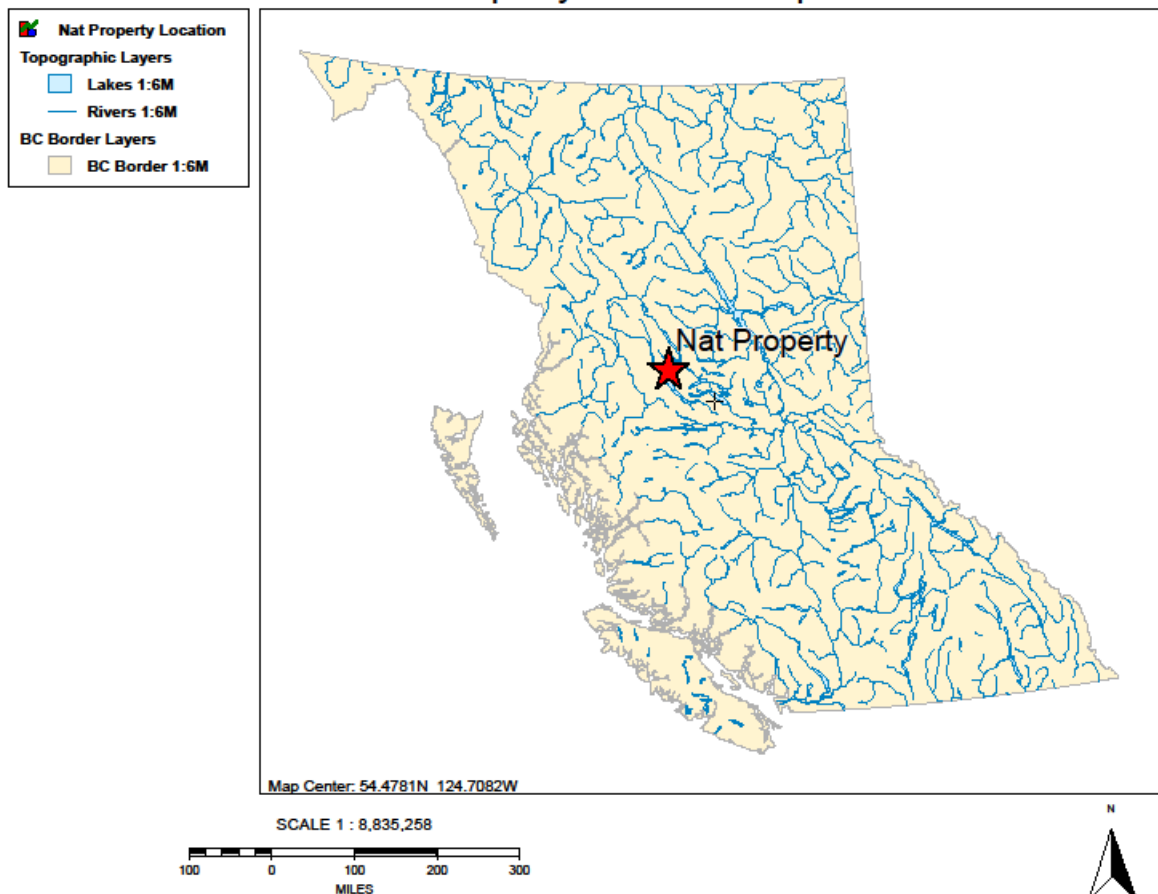 Nat Property Location
Topographic Layers
Lakes 1:6M
Rivers 1:6M
BC Border Layers
BC Border 1:6M
Nat Property
Map Center: 54.4781N 124.7082W
SCALE 1 : 8,835,258
100 0 100 200 300
MILES
N